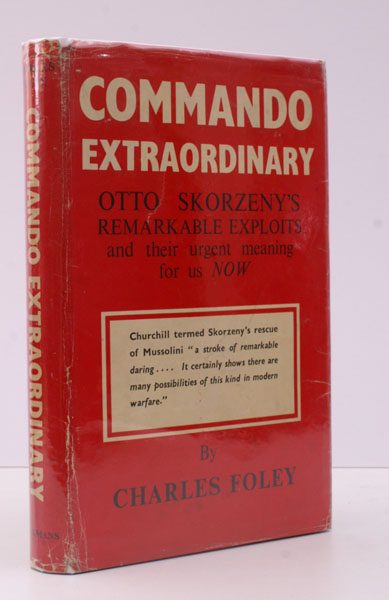 COMMANDO
EXTRAORDINARY
OTTO SKORZENY'S
REMARKABLE EXPLOITS
and their urgent meaning
for us NOW
Churchill termed Skorzeny's rescue
of Mussolini "a stroke of remarkable
daring . . . . It certainly shows there are
many possibilities of this kind in modern
warfare."
By
CHARLES FOLEY
COMMANDO EXTRAORDINARY